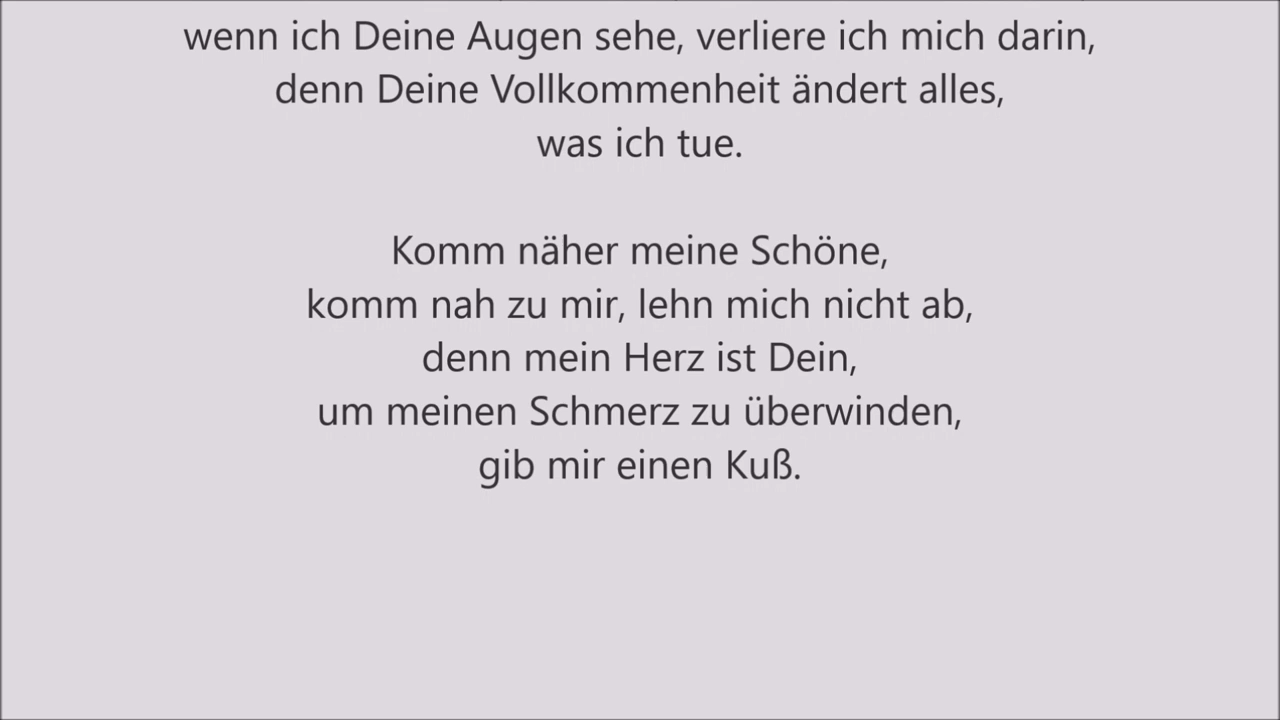 wenn ich Deine Augen sehe, verliere ich mich darin,
denn Deine Vollkommenheit ändert alles,
was ich tue.
Komm näher meine Schöne,
komm nah zu mir, lehn mich nicht ab,
denn mein Herz ist Dein,
um meinen Schmerz zu überwinden,
gib mir einen Kuß.